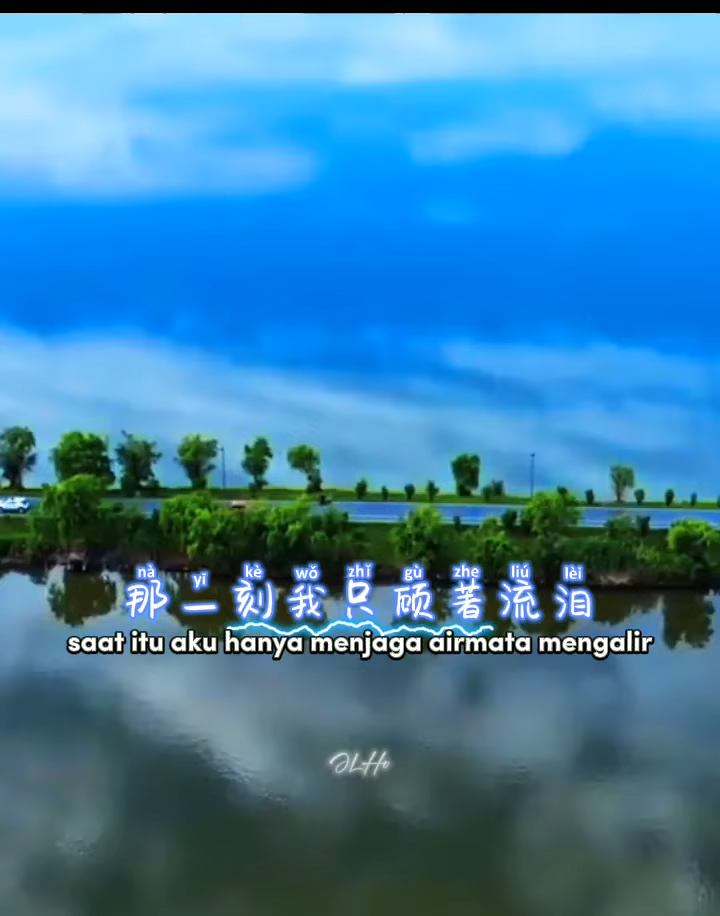 nà yī kè wǒ zhǐ gù zhe liú lèi
那一刻我只顾著流泪
saat itu aku hanya menjaga airmata mengalir